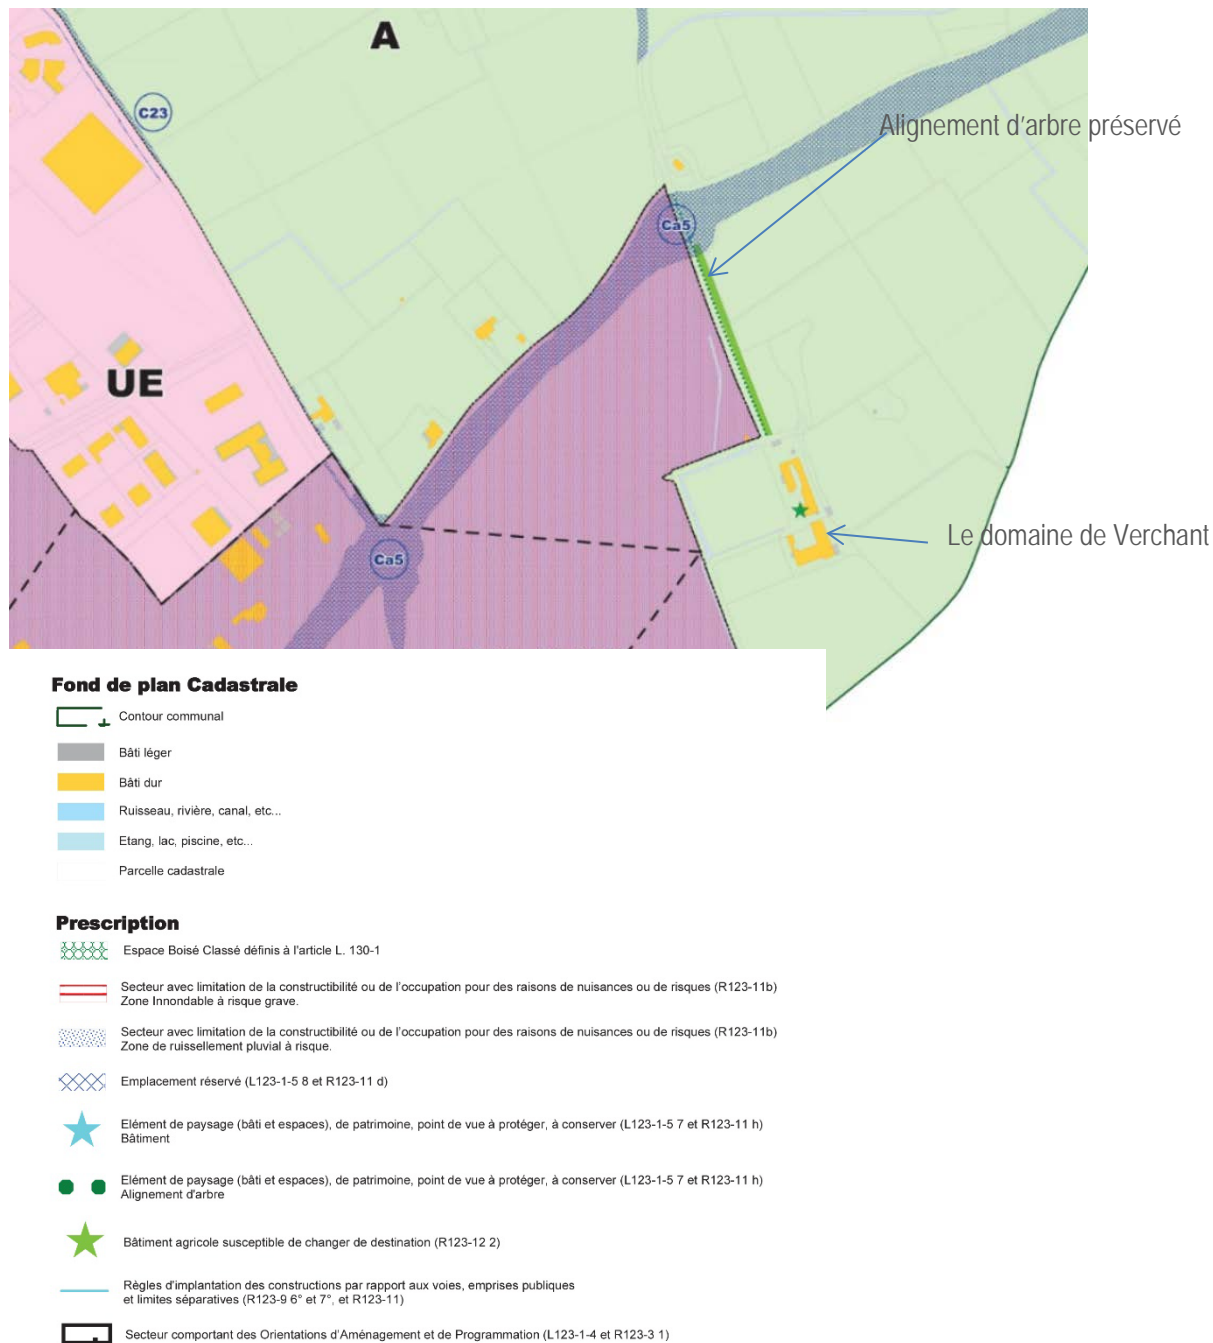 A
C23
Alignement d'arbre préservé
Ca5
UE
Le domaine de Verchant
Ca5
Fond de plan Cadastrale
Contour communal
Bâti léger
Bâti dur
Ruisseau, rivière, canal, etc...
Etang, lac, piscine, etc...
Parcelle cadastrale
Prescription
Espace Boisé Classé définis à l'article L. 130-1
Secteur avec limitation de la constructibilité ou de l'occupation pour des raisons de nuisances ou de risques (R123-11b)
Zone Innondable à risque grave.
Secteur avec limitation de la constructibilité ou de l'occupation pour des raisons de nuisances ou de risques (R123-11b)
Zone de ruissellement pluvial à risque.
Emplacement réservé (L123-1-5 8 et R123-11 d)
Elément de paysage (bâti et espaces), de patrimoine, point de vue à protéger, à conserver (L123-1-5 7 et R123-11 h)
Bâtiment
Elément de paysage (bâti et espaces), de patrimoine, point de vue à protéger, à conserver (L123-1-5 7 et R123-11 h)
Alignement d'arbre
Bâtiment agricole susceptible de changer de destination (R123-12 2)
Règles d'implantation des constructions par rapport aux voies, emprises publiques
et limites séparatives (R123-9 6° et 7°, et R123-11)
Secteur comportant des Orientations d'Aménagement et de Programmation (L123-1-4 et R123-3 1)